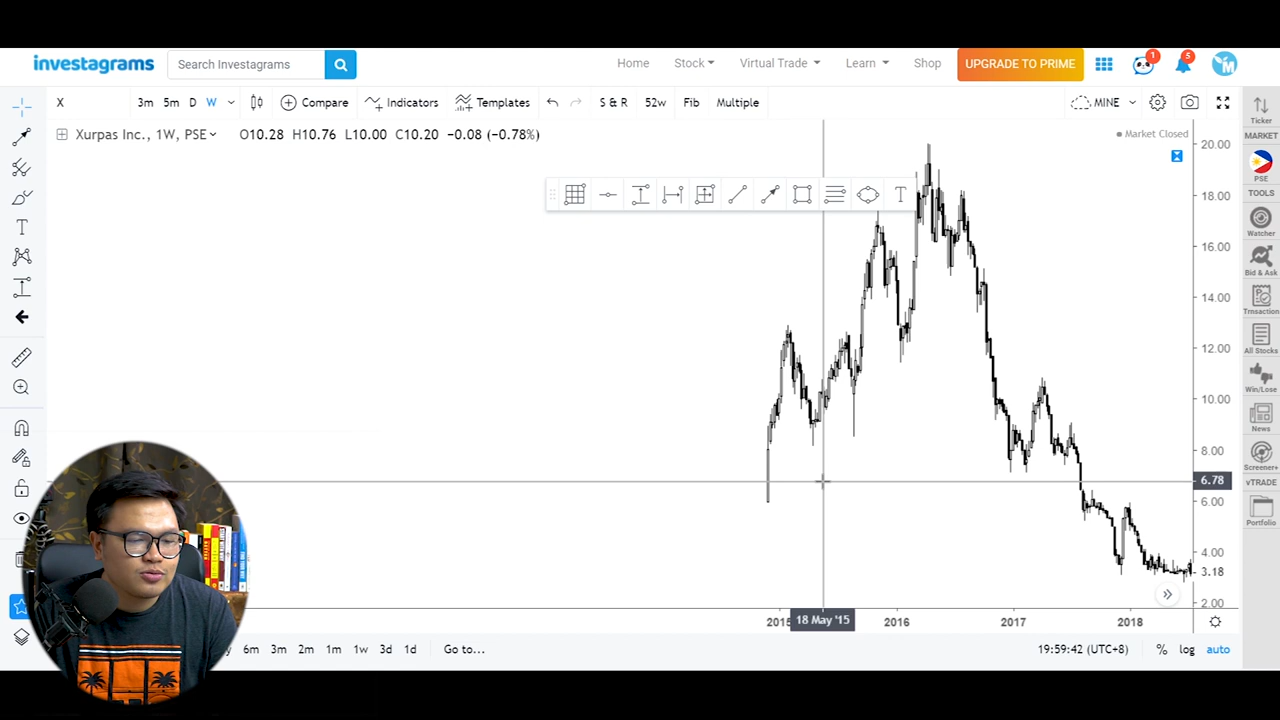 investagrams
Search Investagrams
Home
Stock
Virtual Trade
Learn
Shop
UPGRADE TO PRIME
1
5
X
3m 5m D W
Compare
Indicators
Templates
S & R
52w
Fib
Multiple
MINE
Xurpas Inc., 1W, PSE
O10.28 H10.76 L10.00 C10.20 −0.08 (−0.78%)
Market Closed
T
T
20.00
18.00
16.00
14.00
12.00
10.00
8.00
6.78
6.00
4.00
3.18
2.00
2015
18 May '15
2016
2017
2018
6m 3m 2m 1m 1w 3d 1d
Go to...
19:59:42 (UTC+8)
%
log
auto
Ticker
MARKET
PSE
TOOLS
Watcher
Bid & Ask
Trnsaction
All Stocks
Win/Lose
News
Screener+
vTRADE
Portfolio